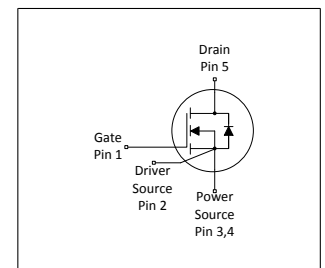 Drain
Pin 5
Gate
Pin 1
Driver
Source
Pin 2
Power
Source
Pin 3,4